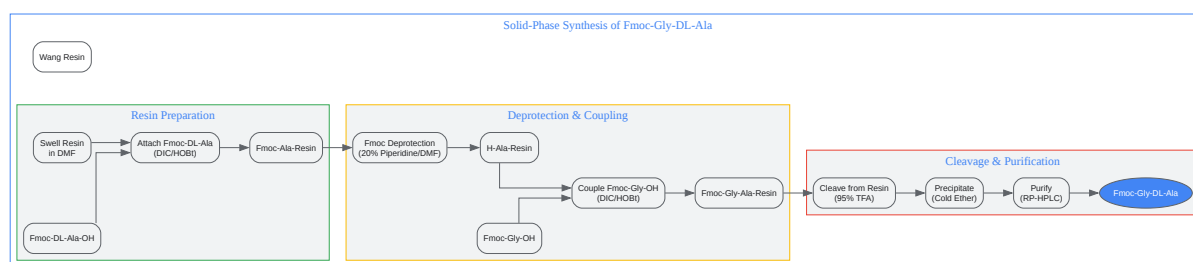 Solid-Phase Synthesis of Fmoc-Gly-DL-Ala
Wang Resin
Resin Preparation
Swell Resin
in DMF
Attach Fmoc-DL-Ala
(DIC/HOBt)
Fmoc-Ala-Resin
Fmoc-DL-Ala-OH
Deprotection & Coupling
Fmoc Deprotection
(20% Piperidine/DMF)
H-Ala-Resin
Couple Fmoc-Gly-OH
(DIC/HOBt)
Fmoc-Gly-Ala-Resin
Fmoc-Gly-OH
Cleavage & Purification
Cleave from Resin
(95% TFA)
Precipitate
(Cold Ether)
Purify
(RP-HPLC)
Fmoc-Gly-DL-Ala